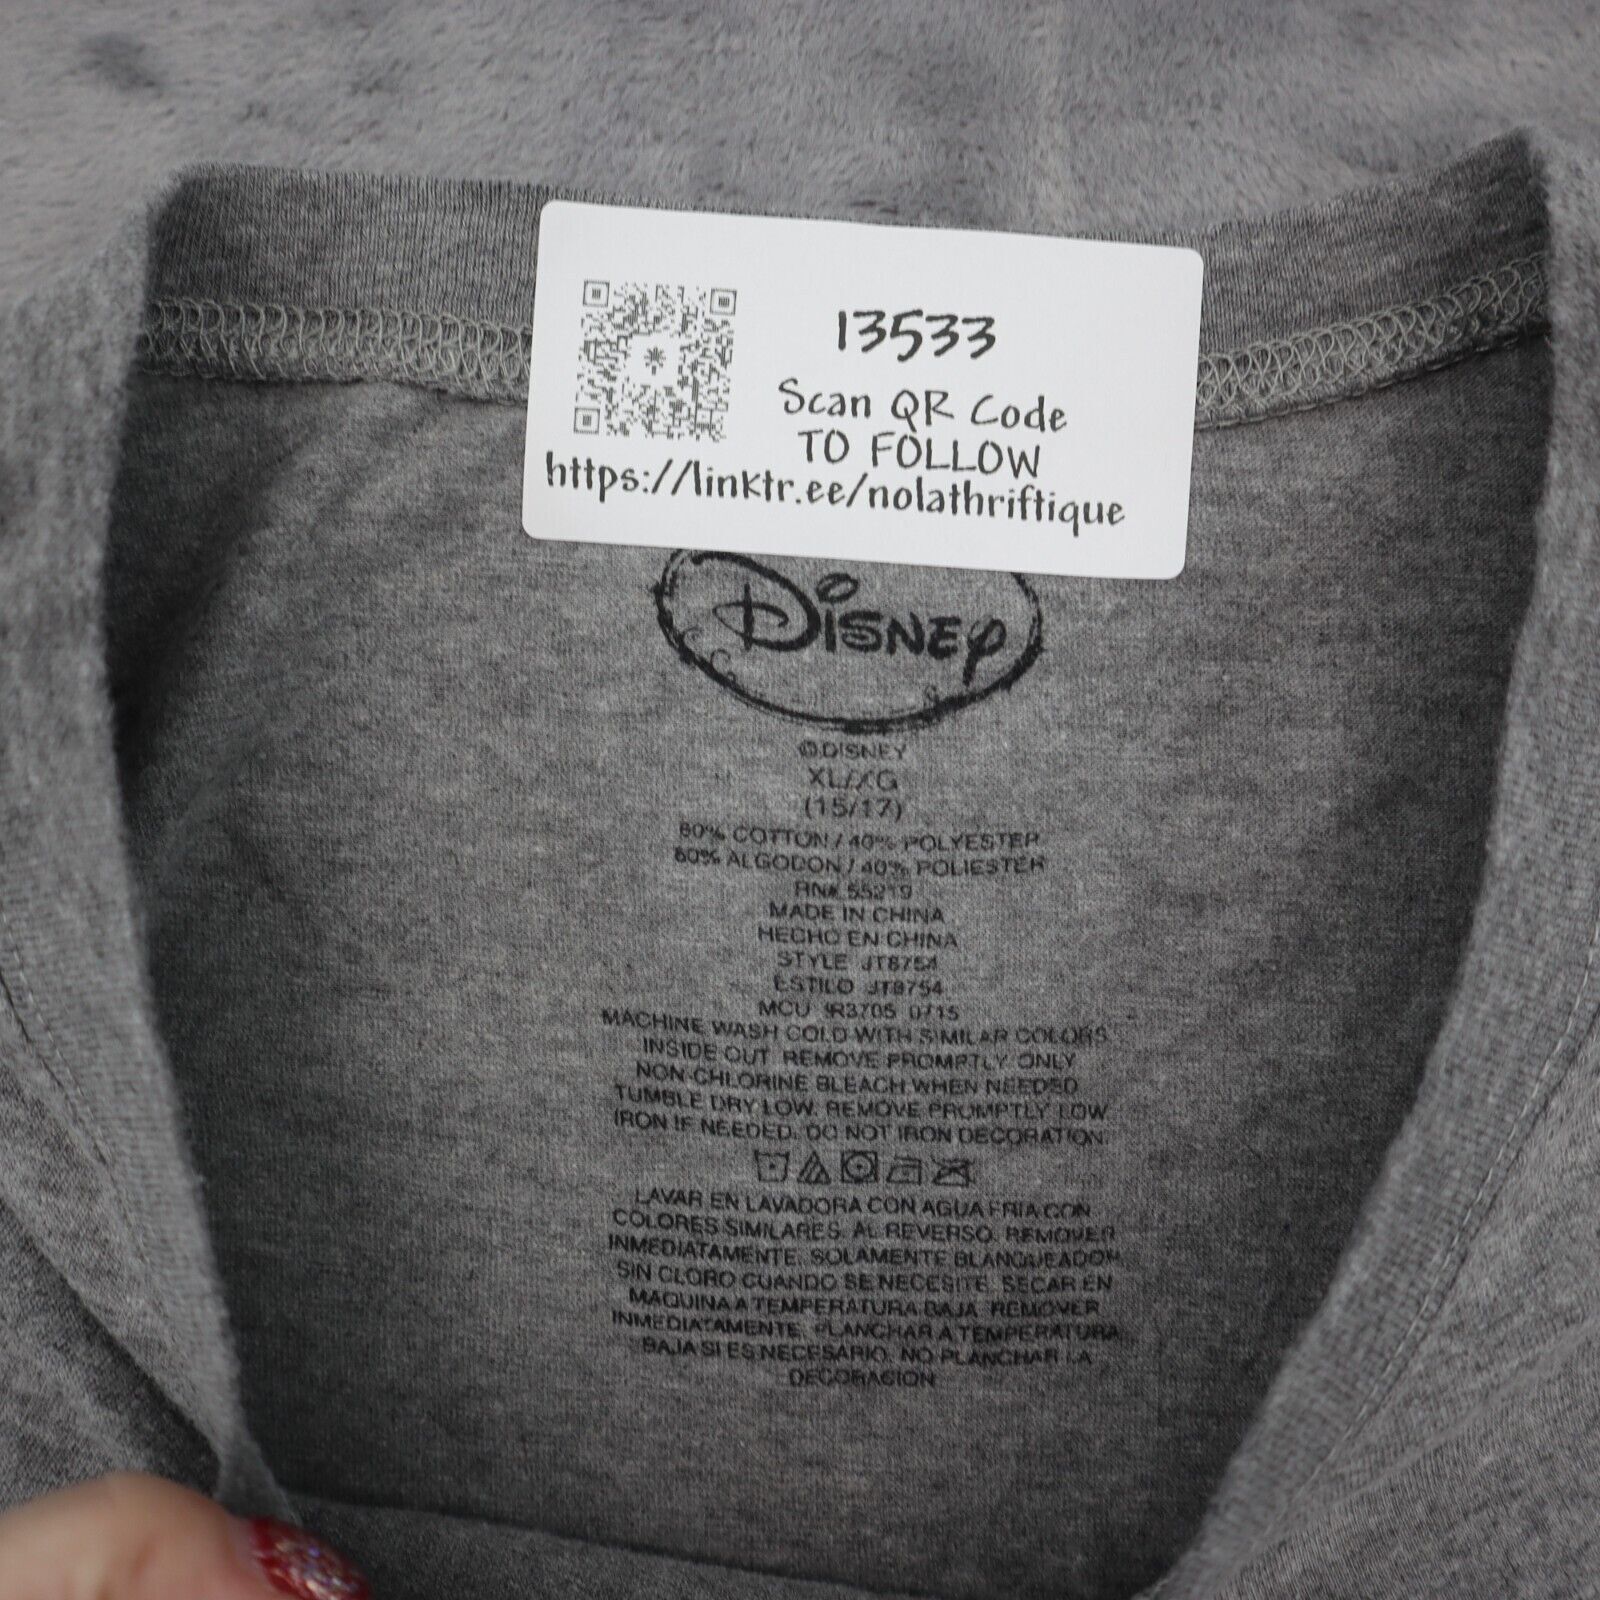 13533
Scan QR Code
TO FOLLOW
https://linktr.ee/nolathriftique
Disney
©DISNEY
XL/XG
(15/17)
60% COTTON / 40% POLYESTER
60% ALGODON / 40% POLIESTER
RN# 55219
MADE IN CHINA
HECHO EN CHINA
STYLE JT8754
ESTILO JT8754
MCU 0715
MACHINE WASH COLD WITH SIMILAR COLORS
INSIDE OUT. REMOVE PROMPTLY. ONLY
NON-CHLORINE BLEACH WHEN NEEDED
TUMBLE DRY LOW. REMOVE PROMPTLY LOW
IRON IF NEEDED. DO NOT IRON DECORATION.
LAVAR EN LAVADORA CON AGUA FRIA CON
COLORES SIMILARES. AL REVERSO. REMOVER
INMEDIATAMENTE. SOLAMENTE BLANQUEADOR
SIN CLORO CUANDO SE NECESITE. SECAR EN
MAQUINA A TEMPERATURA BAJA. REMOVER
INMEDIATAMENTE. PLANCHAR A TEMPERATURA
BAJA SI ES NECESARIO. NO PLANCHAR LA
DECORACION